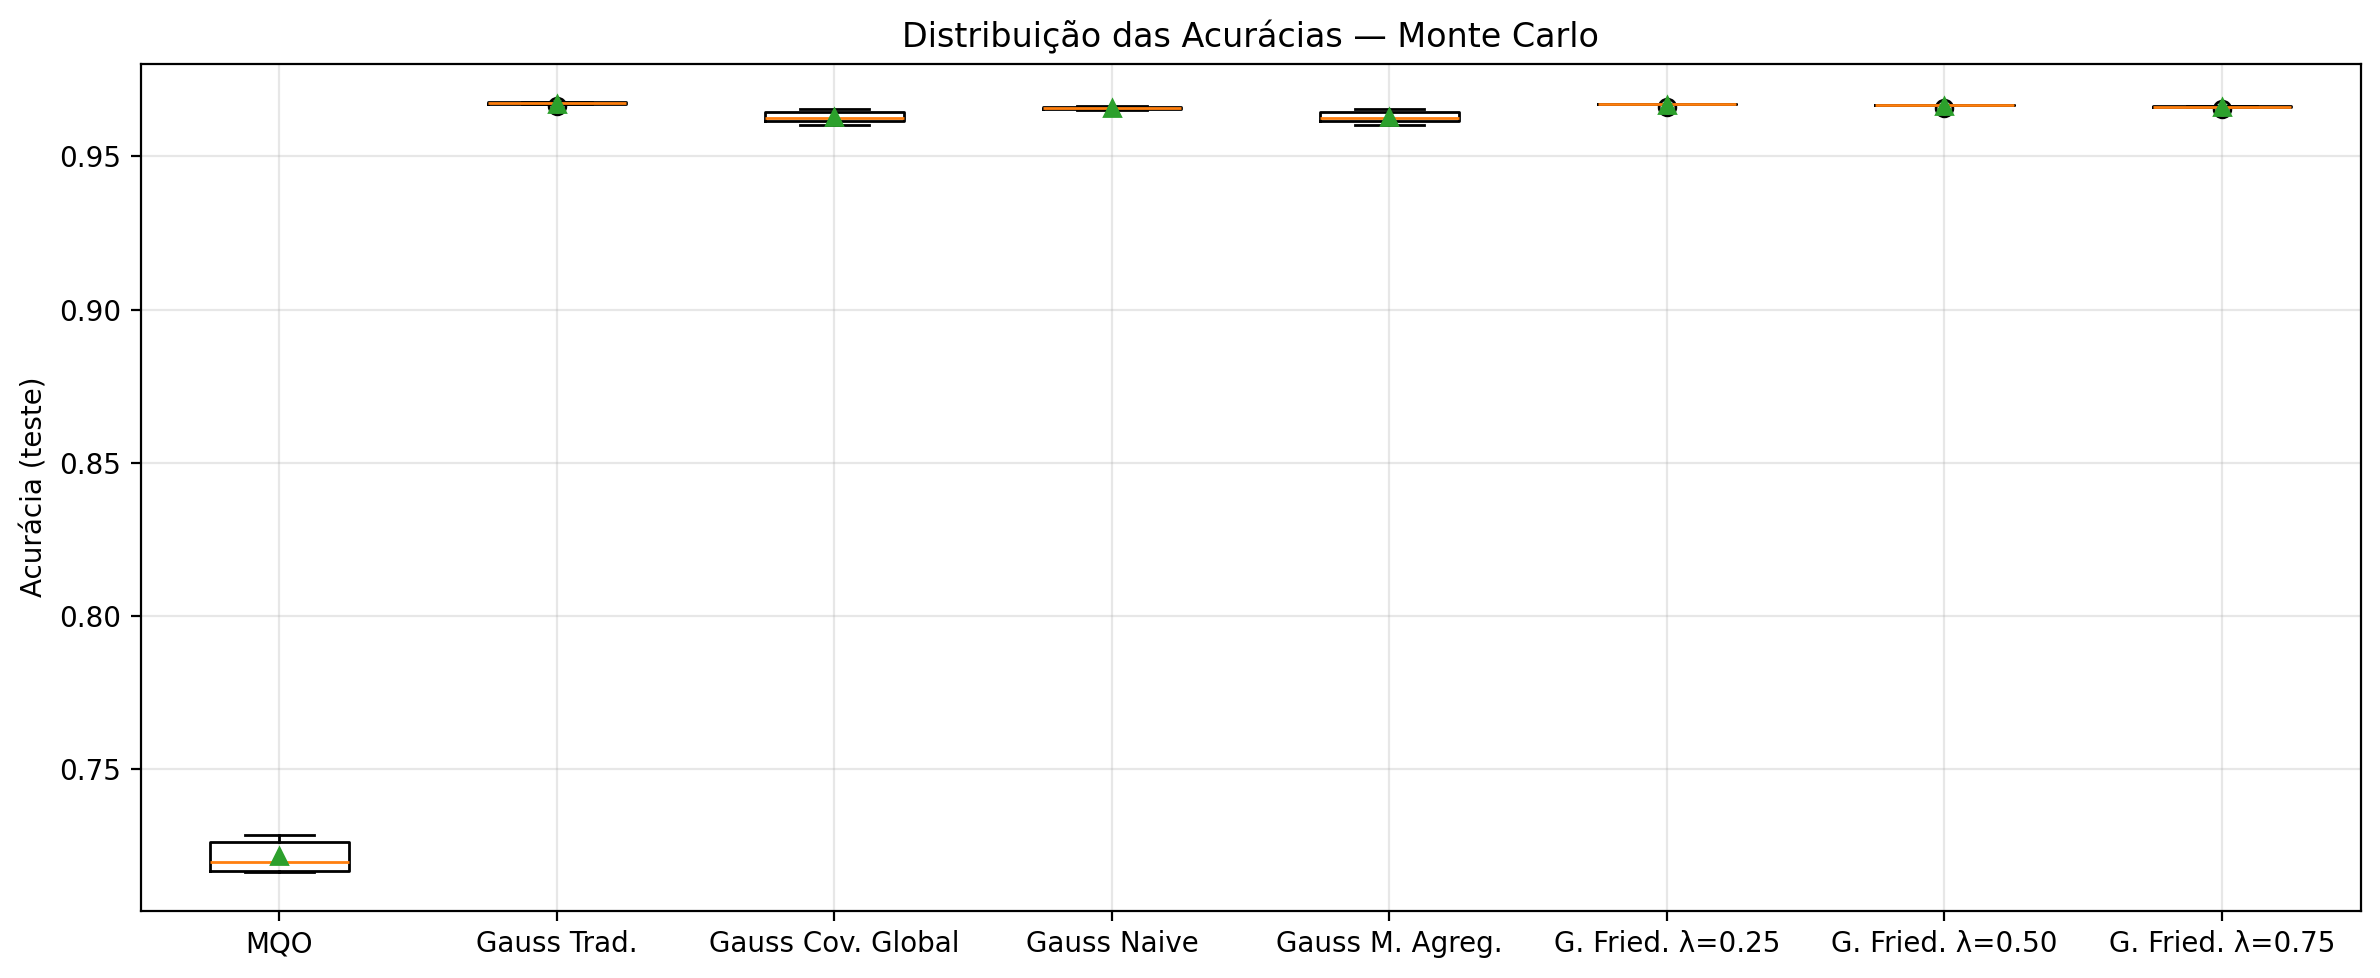 Distribuição das Acurácias — Monte Carlo
Acurácia (teste)
0.95
0.90
0.85
0.80
0.75
MQO
Gauss Trad.
Gauss Cov. Global
Gauss Naive
Gauss M. Agreg.
G. Fried. λ=0.25
G. Fried. λ=0.50
G. Fried. λ=0.75